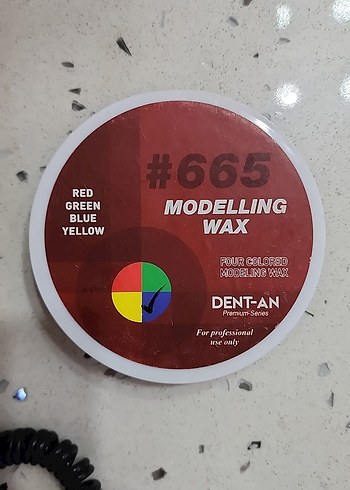 #665
MODELLING
WAX
RED
GREEN
BLUE
YELLOW
FOUR COLORED
MODELING WAX
DENT-AN
Premium-Series
For professional
use only